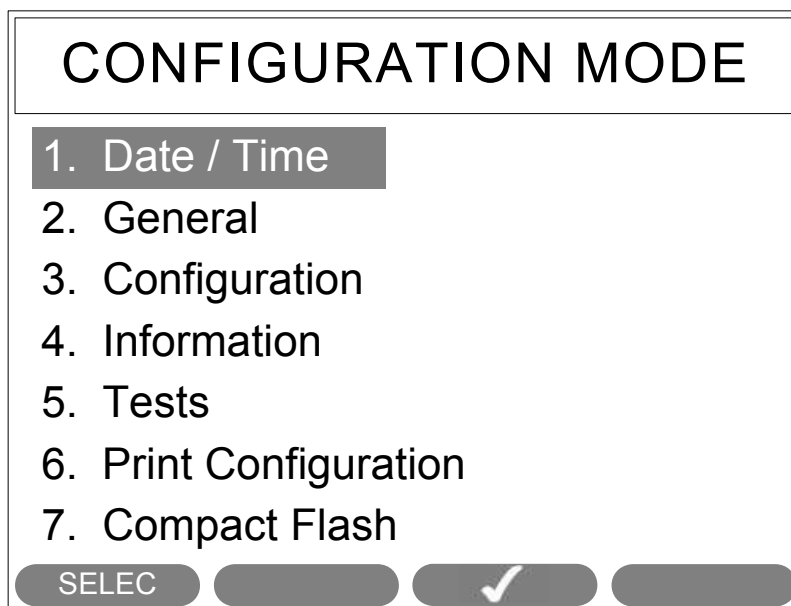 CONFIGURATION MODE
1. Date / Time
2. General
3. Configuration
4. Information
5. Tests
6. Print Configuration
7. Compact Flash
SELEC